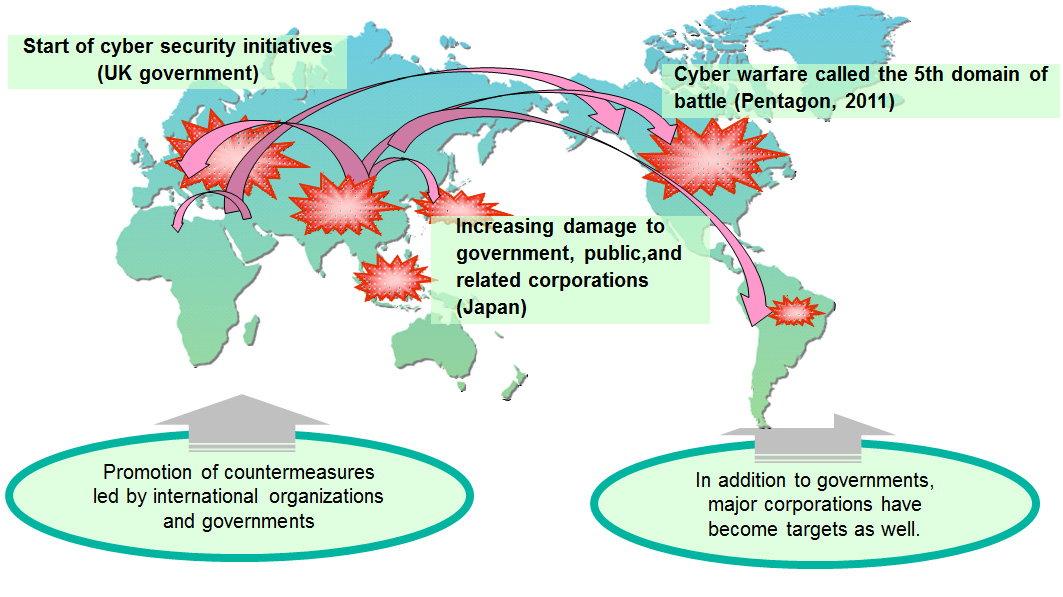 Start of cyber security initiatives
(UK government)
Cyber warfare called the 5th domain of
battle (Pentagon, 2011)
Increasing damage to
government, public,and
related corporations
(Japan)
Promotion of countermeasures
led by international organizations
and governments
In addition to governments,
major corporations have
become targets as well.